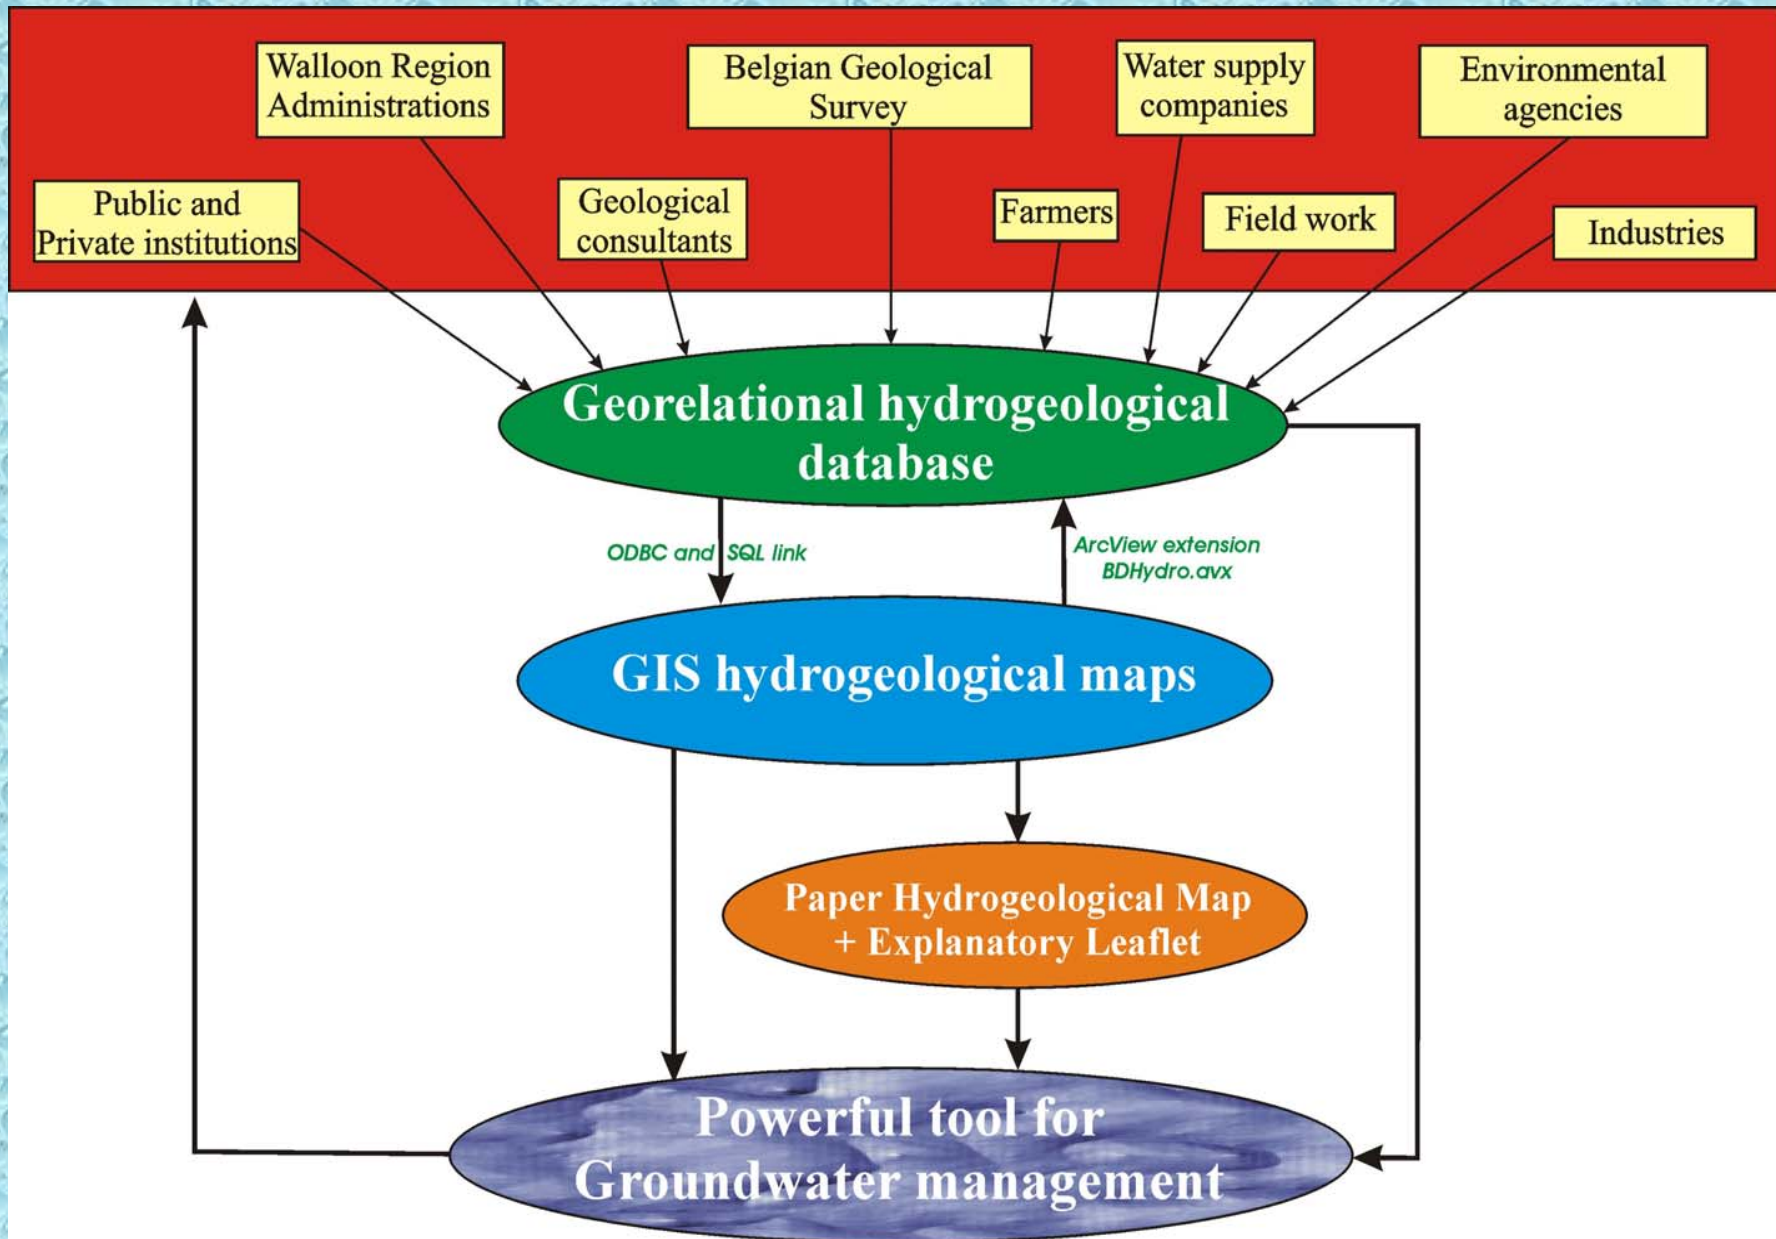 Walloon Region
Administrations
Belgian Geological
Survey
Water supply
companies
Environmental
agencies
Public and
Private institutions
Geological
consultants
Farmers
Field work
Industries
Georelational hydrogeological
database
ODBC and SQL link
ArcView extension
BDHydro.avx
GIS hydrogeological maps
Paper Hydrogeological Map
+ Explanatory Leaflet
Powerful tool for
Groundwater management